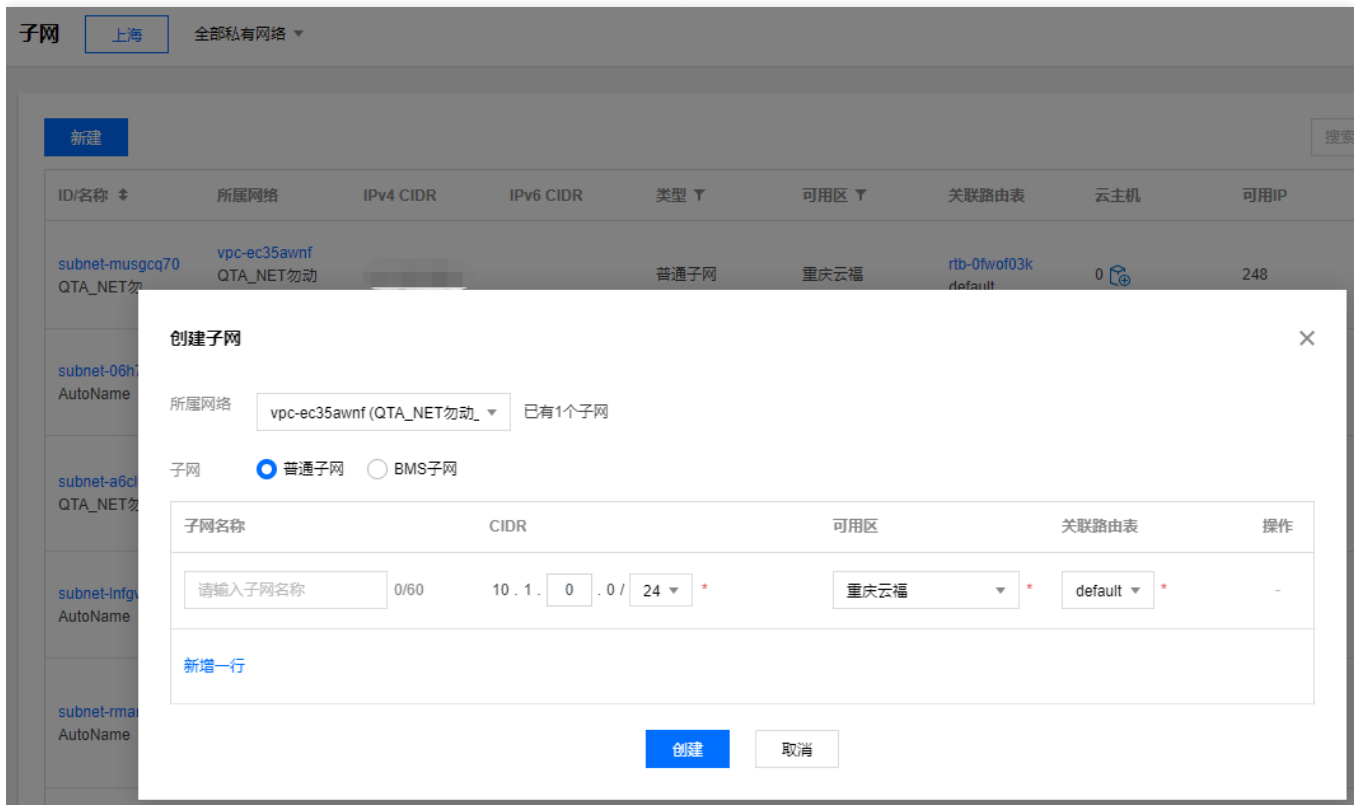 子网 上海 全部私有网络
新建 搜索
ID/名称 所属网络 IPv4 CIDR IPv6 CIDR 类型 可用区 关联路由表 云主机 可用IP
subnet-musgcq70 vpc-ec35awnf 普通子网 重庆云福 rtb-0fwof03k 0 248
QTA_NET勿 QTA_NET勿动 default
创建子网
subnet-06h7
AutoName
所属网络 vpc-ec35awnf (QTA_NET勿动_ 已有1个子网
子网 普通子网 BMS子网
subnet-a6cl
QTA_NET勿
子网名称 CIDR 可用区 关联路由表 操作
请输入子网名称 0/60 10 . 1 . 0 . 0 / 24 * 重庆云福 * default * -
subnet-lnfgv
AutoName
新增一行
subnet-rmar
AutoName
创建 取消